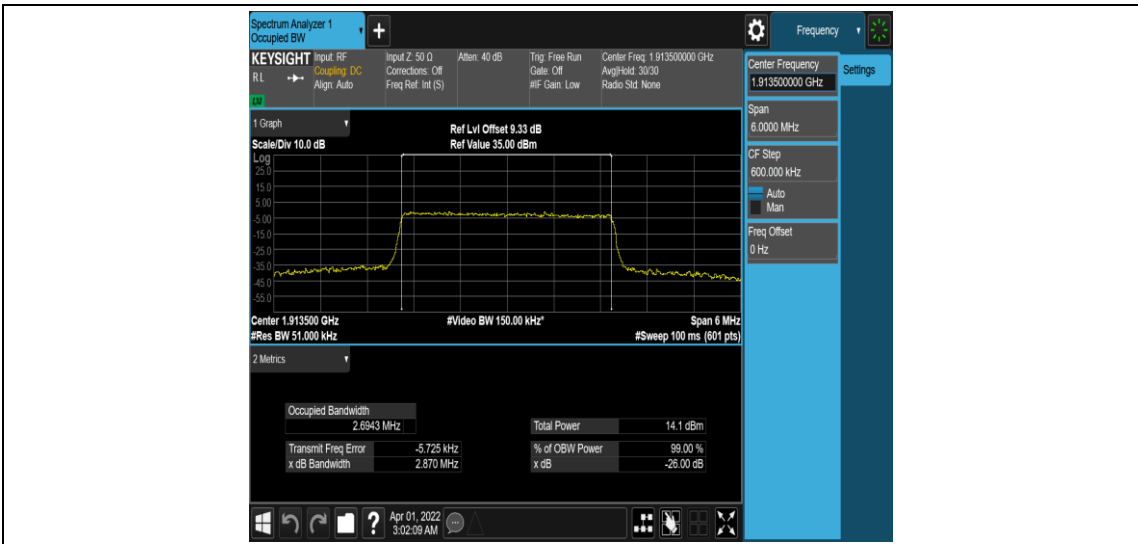 Spectrum Analyzer 1
Occupied BW
+
Frequency
KEYSIGHT
RL
LXI
Input: RF
Coupling: DC
Align: Auto
Input Z: 50 Ω
Corrections: Off
Freq Ref: Int (S)
Atten: 40 dB
Trig: Free Run
Gate: Off
#IF Gain: Low
Center Freq: 1.913500000 GHz
Avg|Hold: 30/30
Radio Std: None
Center Frequency
1.913500000 GHz
Settings
Span
6.0000 MHz
CF Step
600.000 kHz
Auto
Man
Freq Offset
0 Hz
1 Graph
Scale/Div 10.0 dB
Ref Lvl Offset 9.33 dB
Ref Value 35.00 dBm
Log
25.0
15.0
5.00
-5.00
-15.0
-25.0
-35.0
-45.0
-55.0
Center 1.913500 GHz
#Video BW 150.00 kHz*
Span 6 MHz
#Res BW 51.000 kHz
#Sweep 100 ms (601 pts)
2 Metrics
Occupied Bandwidth
2.6943 MHz
Total Power 14.1 dBm
Transmit Freq Error -5.725 kHz
% of OBW Power 99.00 %
x dB Bandwidth 2.870 MHz
x dB -26.00 dB
?
Apr 01, 2022
3:02:09 AM